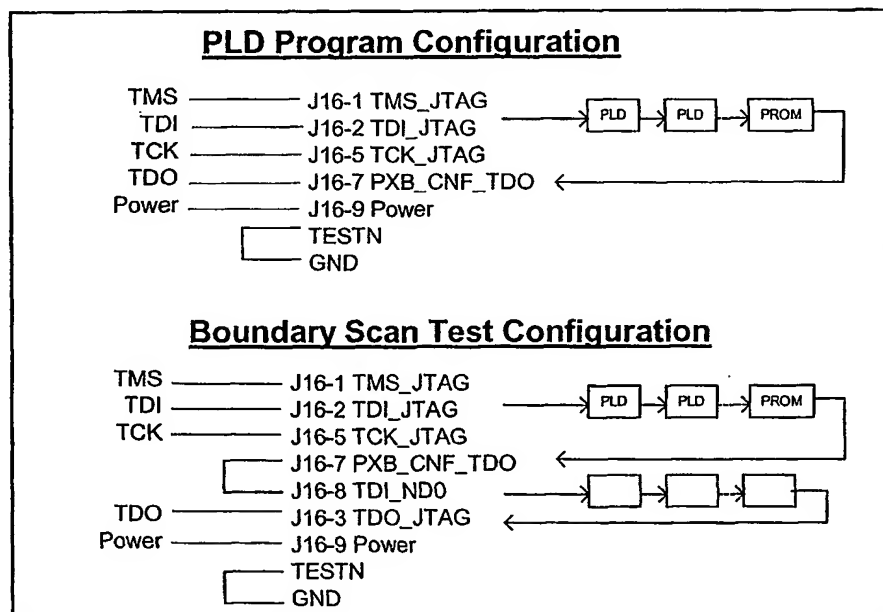 PLD Program Configuration
TMS J16-1 TMS_JTAG
TDI J16-2 TDI_JTAG PLD PLD PROM
TCK J16-5 TCK_JTAG
TDO J16-7 PXB_CNF_TDO
Power J16-9 Power
TESTN
GND
Boundary Scan Test Configuration
TMS J16-1 TMS_JTAG
TDI J16-2 TDI_JTAG PLD PLD PROM
TCK J16-5 TCK_JTAG
J16-7 PXB_CNF_TDO
J16-8 TDI_ND0
TDO J16-3 TDO_JTAG
Power J16-9 Power
TESTN
GND